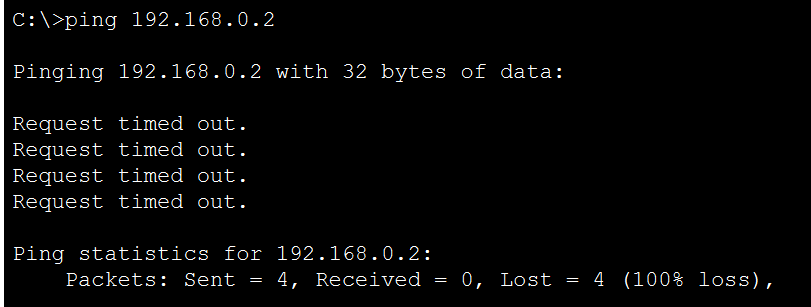 C:\>ping 192.168.0.2
Pinging 192.168.0.2 with 32 bytes of data:
Request timed out.
Request timed out.
Request timed out.
Request timed out.
Ping statistics for 192.168.0.2:
Packets: Sent = 4, Received = 0, Lost = 4 (100% loss),